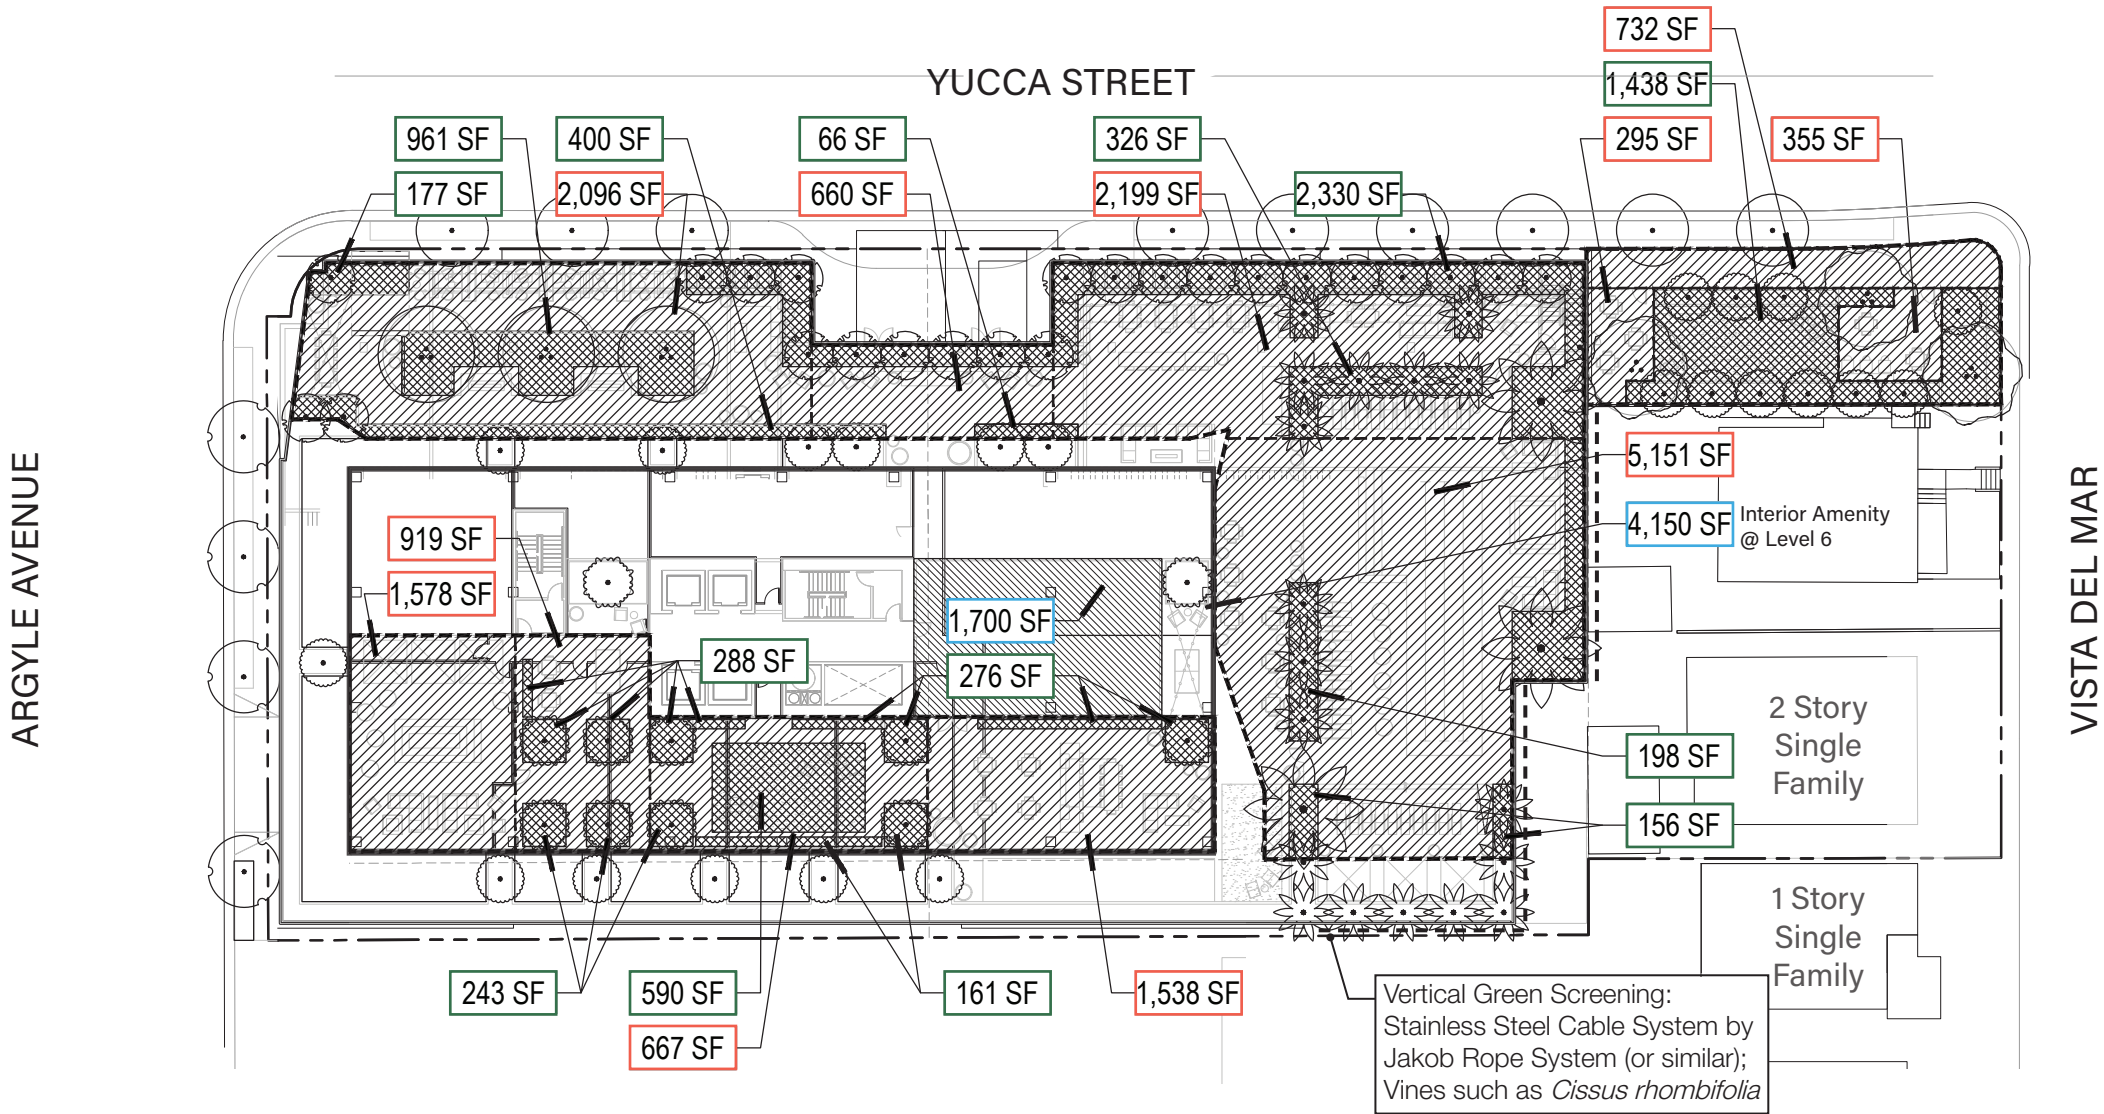 732 SF
YUCCA STREET
1,438 SF
961 SF
400 SF
66 SF
326 SF
295 SF
355 SF
177 SF
2,096 SF
660 SF
2,199 SF
2,330 SF
ARGYLE AVENUE
VISTA DEL MAR
5,151 SF
4,150 SF
Interior Amenity
@ Level 6
919 SF
1,578 SF
1,700 SF
288 SF
276 SF
198 SF
156 SF
2 Story
Single
Family
1 Story
Single
Family
243 SF
590 SF
161 SF
1,538 SF
667 SF
Vertical Green Screening:
Stainless Steel Cable System by
Jakob Rope System (or similar);
Vines such as Cissus rhombifolia